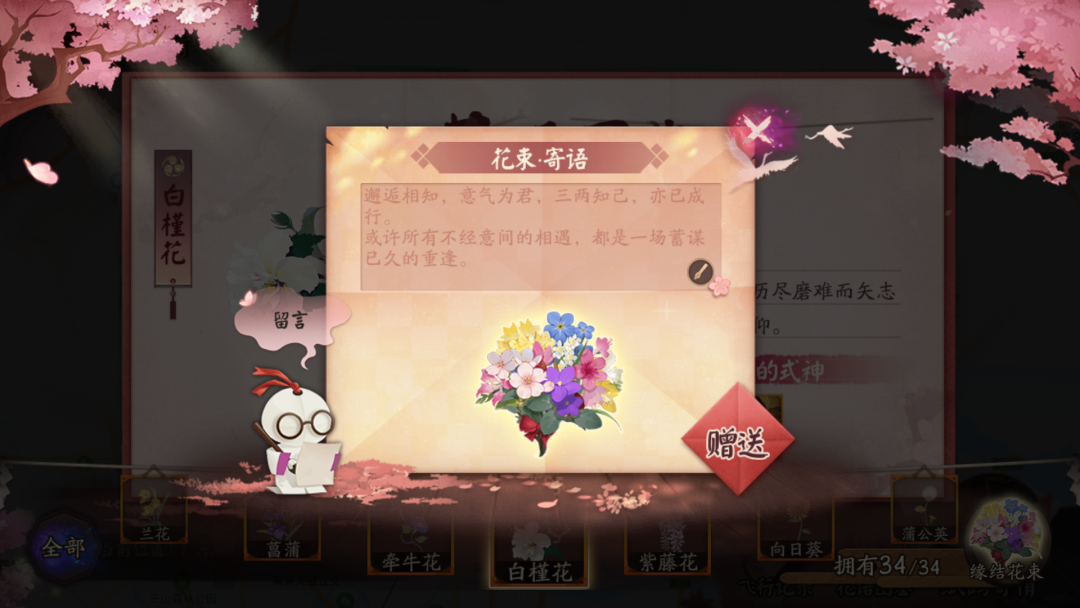 花束·寄语
邂逅相知，意气为君，三两知己，亦已成
行。
或许所有不经意间的相遇，都是一场蓄谋
已久的重逢。
白槿花
留言
历尽磨难而矢志
仰。
的式神
赠送
全部
兰花
菖蒲
牵牛花
白槿花
紫藤花
向日葵
蒲公英
拥有34/34
缘结花束